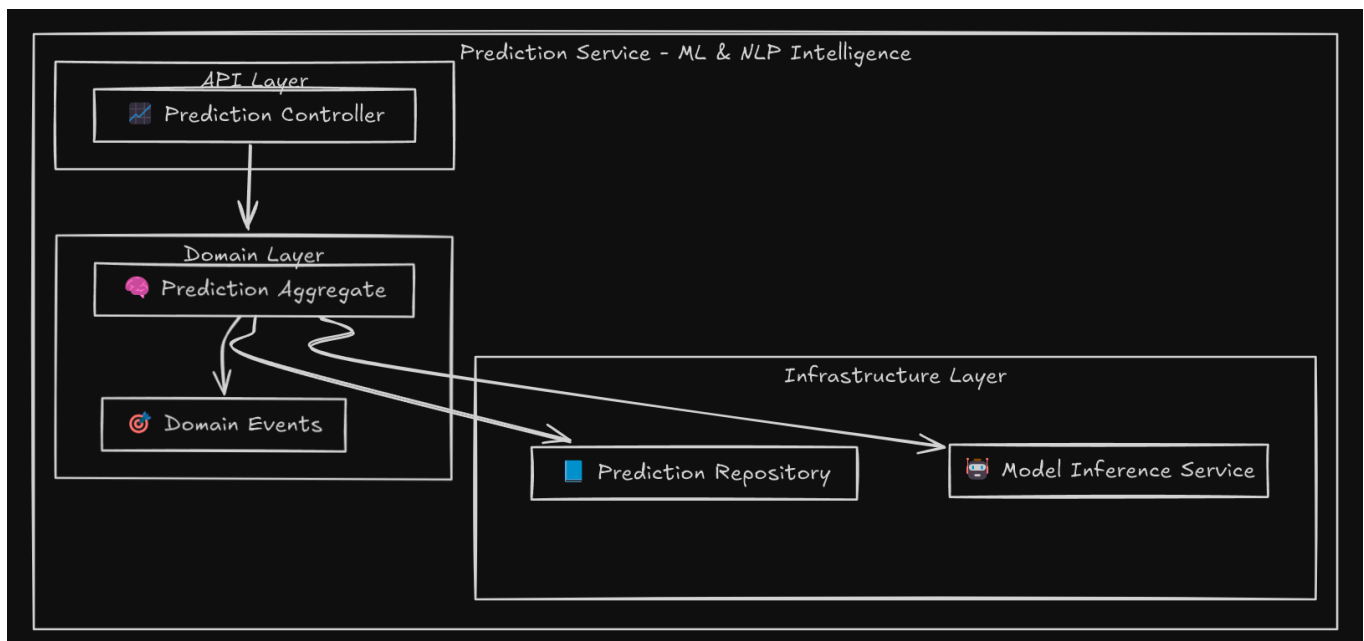 Prediction Service - ML & NLP Intelligence
API Layer
Prediction Controller
Domain Layer
Prediction Aggregate
Domain Events
Infrastructure Layer
Prediction Repository
Model Inference Service